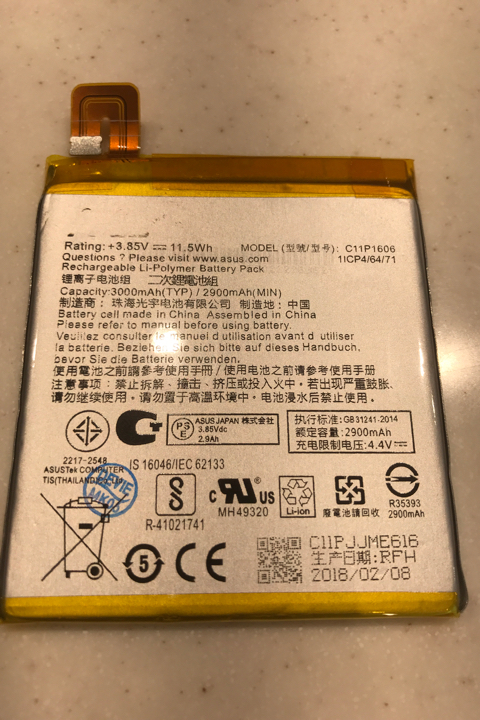 Rating: +3.85V ⎓ 11.5Wh MODEL (型號/型号): C11P1606
Questions ? Please visit www.asus.com 1ICP4/64/71
Rechargeable Li-Polymer Battery Pack
锂离子电池组 二次鋰電池組
Capacity:3000mAh(TYP) / 2900mAh(MIN)
制造商: 珠海光宇电池有限公司 制造地: 中国
Battery cell made in China Assembled in China
Please refer to manual before using
Veuillez consulter le manuel d utilisation avant d utiliser
la batterie. Beziehen Sie sich bitte auf dieses Handbuch,
bevor Sie die Batterie verwenden.
使用電池之前請參考使用手冊/使用电池之前请参考使用手册
注意事项: 禁止拆解、撞击、挤压或投入火中。若出现严重鼓胀、
请勿继续使用。请勿置于高温环境中。电池浸水后禁止使用。
PS
E
ASUS JAPAN 株式会社
3.85Vdc
2.9Ah
执行标准: GB31241-2014
额定容量: 2900mAh
充电限制电压: 4.4V
2217-2548
ASUSTek COMPUTER
TIS(THAILAND)
IS 16046/IEC 62133
R-41021741
c RU US
MH49320
Li-ion
廢電池請回收
R35393
2900mAh
DEVIE
5
CE
C11PJJME616
生产日期:RFH
2018/02/08